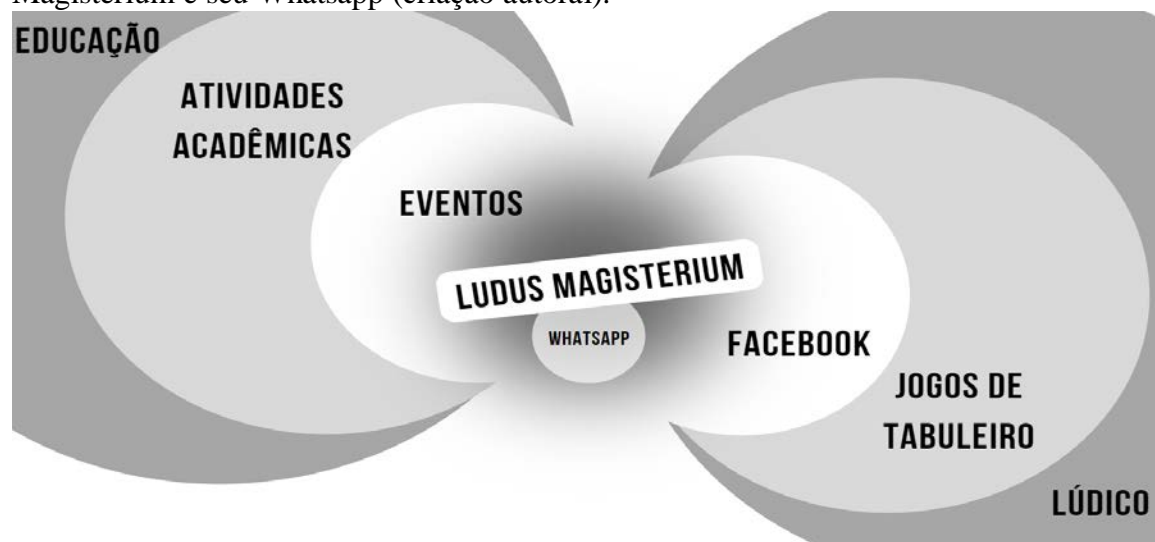 Magisterium e seu Whatsapp (criação autoral).
EDUCAÇÃO
ATIVIDADES
ACADÊMICAS
EVENTOS
LUDUS MAGISTERIUM
WHATSAPP
FACEBOOK
JOGOS DE
TABULEIRO
LÚDICO